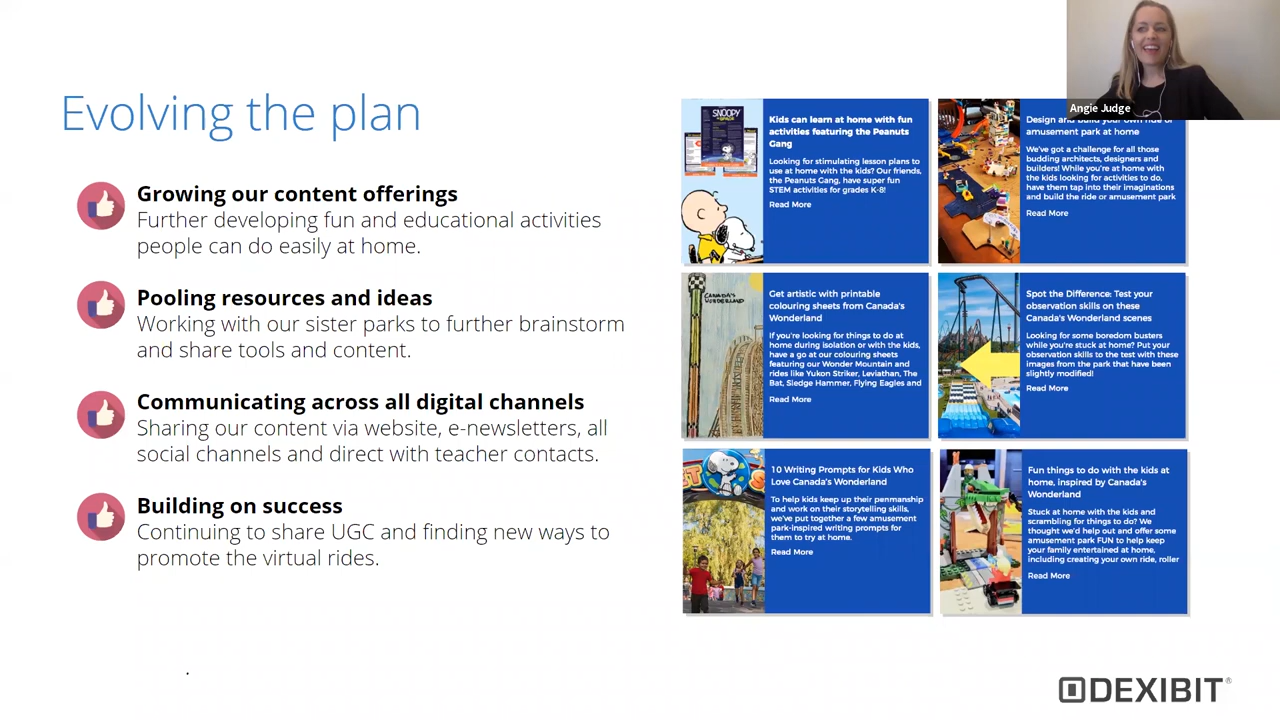 Evolving the plan
Growing our content offerings
Further developing fun and educational activities
people can do easily at home.
Pooling resources and ideas
Working with our sister parks to further brainstorm
and share tools and content.
Communicating across all digital channels
Sharing our content via website, e-newsletters, all
social channels and direct with teacher contacts.
Building on success
Continuing to share UGC and finding new ways to
promote the virtual rides.
.
SNOOPY
Kids can learn at home with fun
activities featuring the Peanuts
Gang
Looking for stimulating lesson plans to
use at home with the kids? Our friends,
the Peanuts Gang, have super fun
STEM activities for grades K-8!
Read More
Angie Judge
Design and build your own ride or
amusement park at home
We've got a challenge for all those
budding architects, designers and
builders! While you're at home with
the kids looking for activities to do,
have them tap into their imaginations
and build the ride or amusement park
Read More
CANADA'S
WONDERLAND
Get artistic with printable
colouring sheets from Canada's
Wonderland
If you're looking for things to do at
home during isolation or with the kids,
have a go at our colouring sheets
featuring our Wonder Mountain and
rides like Yukon Striker, Leviathan, The
Bat, Sledge Hammer, Flying Eagles and
Read More
Spot the Difference: Test your
observation skills on these
Canada's Wonderland scenes
Looking for some boredom busters
while you're stuck at home? Put your
observation skills to the test with these
images from the park that have been
slightly modified!
Read More
10 Writing Prompts for Kids Who
Love Canada's Wonderland
To help kids keep up their penmanship
and work on their storytelling skills,
we've put together a few amusement
park-inspired writing prompts for
them to try at home.
Read More
Fun things to do with the kids at
home, inspired by Canada's
Wonderland
Stuck at home with the kids and
scrambling for things to do? We
thought we'd help out and offer some
amusement park FUN to help keep
your family entertained at home,
including creating your own ride, roller
Read More
DEXIBIT®